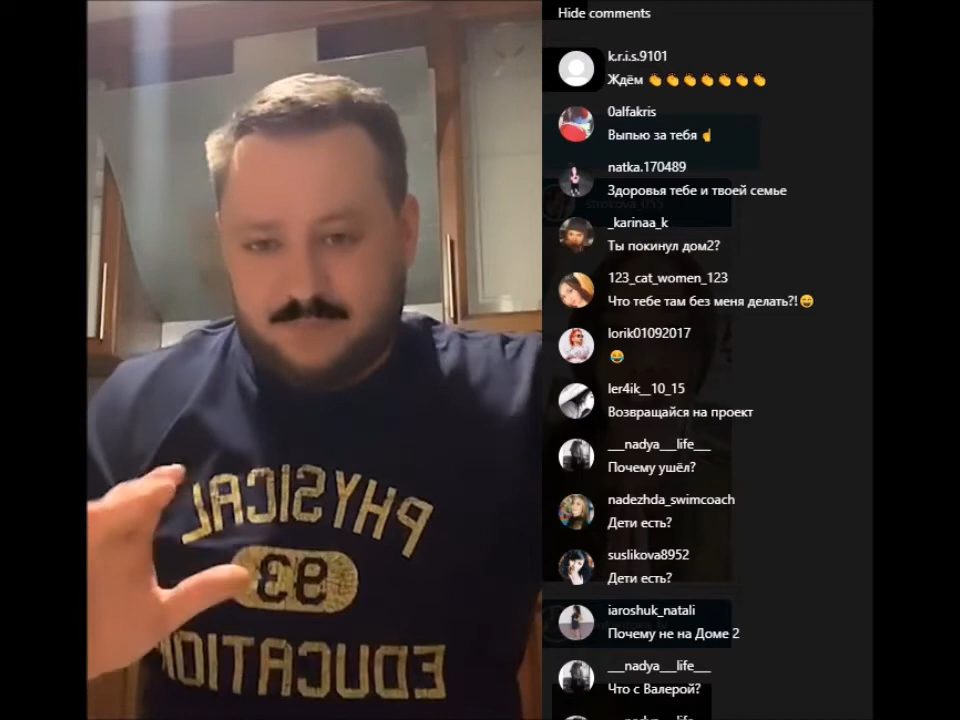 Hide comments
k.r.i.s.9101
Ждём 👏👏👏👏👏👏👏
0alfakris
Выпью за тебя ☝
natka.170489
Здоровья тебе и твоей семье
_karinaa_k
Ты покинул дом2?
123_cat_women_123
Что тебе там без меня делать?!😄
lorik01092017
😂
ler4ik__10_15
Возвращайся на проект
___nadya___life___
Почему ушёл?
nadezhda_swimcoach
Дети есть?
suslikova8952
Дети есть?
iaroshuk_natali
Почему не на Доме 2
___nadya___life___
Что с Валерой?
PHYSICAL
93
EDUCATION